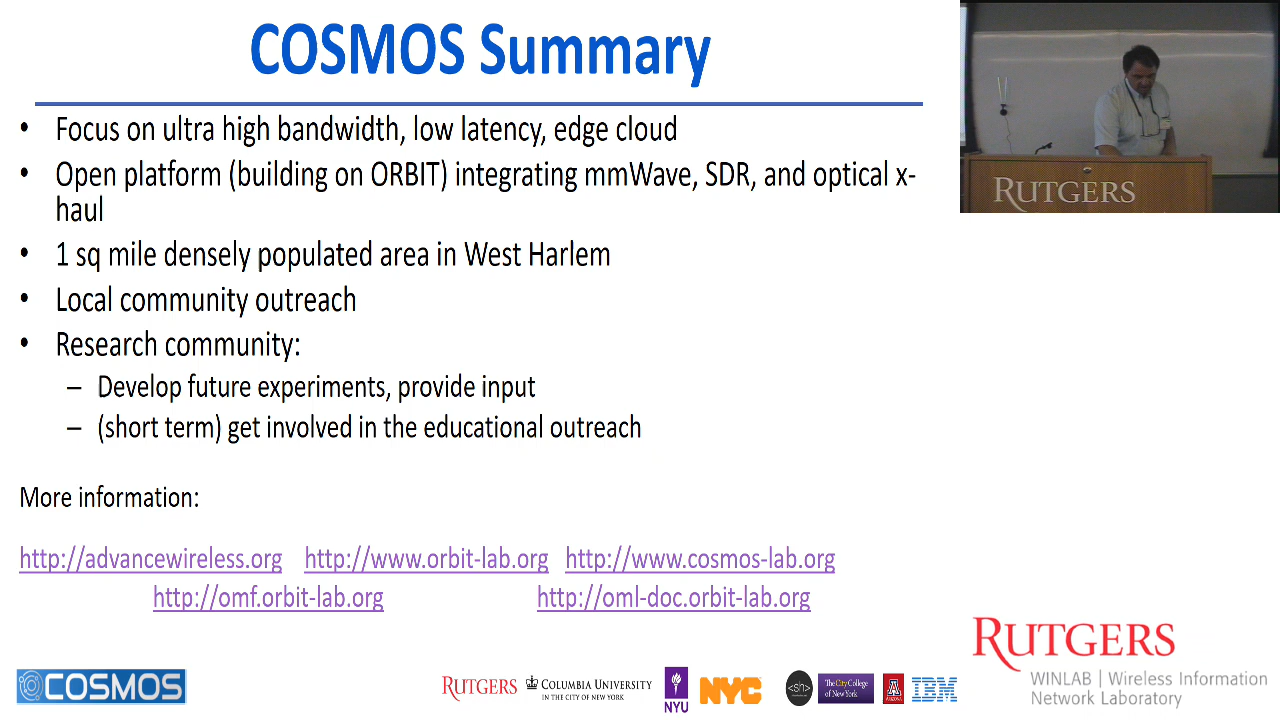 COSMOS Summary
• Focus on ultra high bandwidth, low latency, edge cloud
• Open platform (building on ORBIT) integrating mmWave, SDR, and optical x-
haul
• 1 sq mile densely populated area in West Harlem
• Local community outreach
• Research community:
– Develop future experiments, provide input
– (short term) get involved in the educational outreach
More information:
http://advancewireless.org http://www.orbit-lab.org http://www.cosmos-lab.org
http://omf.orbit-lab.org http://oml-doc.orbit-lab.org
RUTGERS
RUTGERS
WINLAB | Wireless Information
Network Laboratory
COSMOS
RUTGERS
COLUMBIA UNIVERSITY
IN THE CITY OF NEW YORK
NYU
NYC
<sh>
The City College
of New York
A
IBM